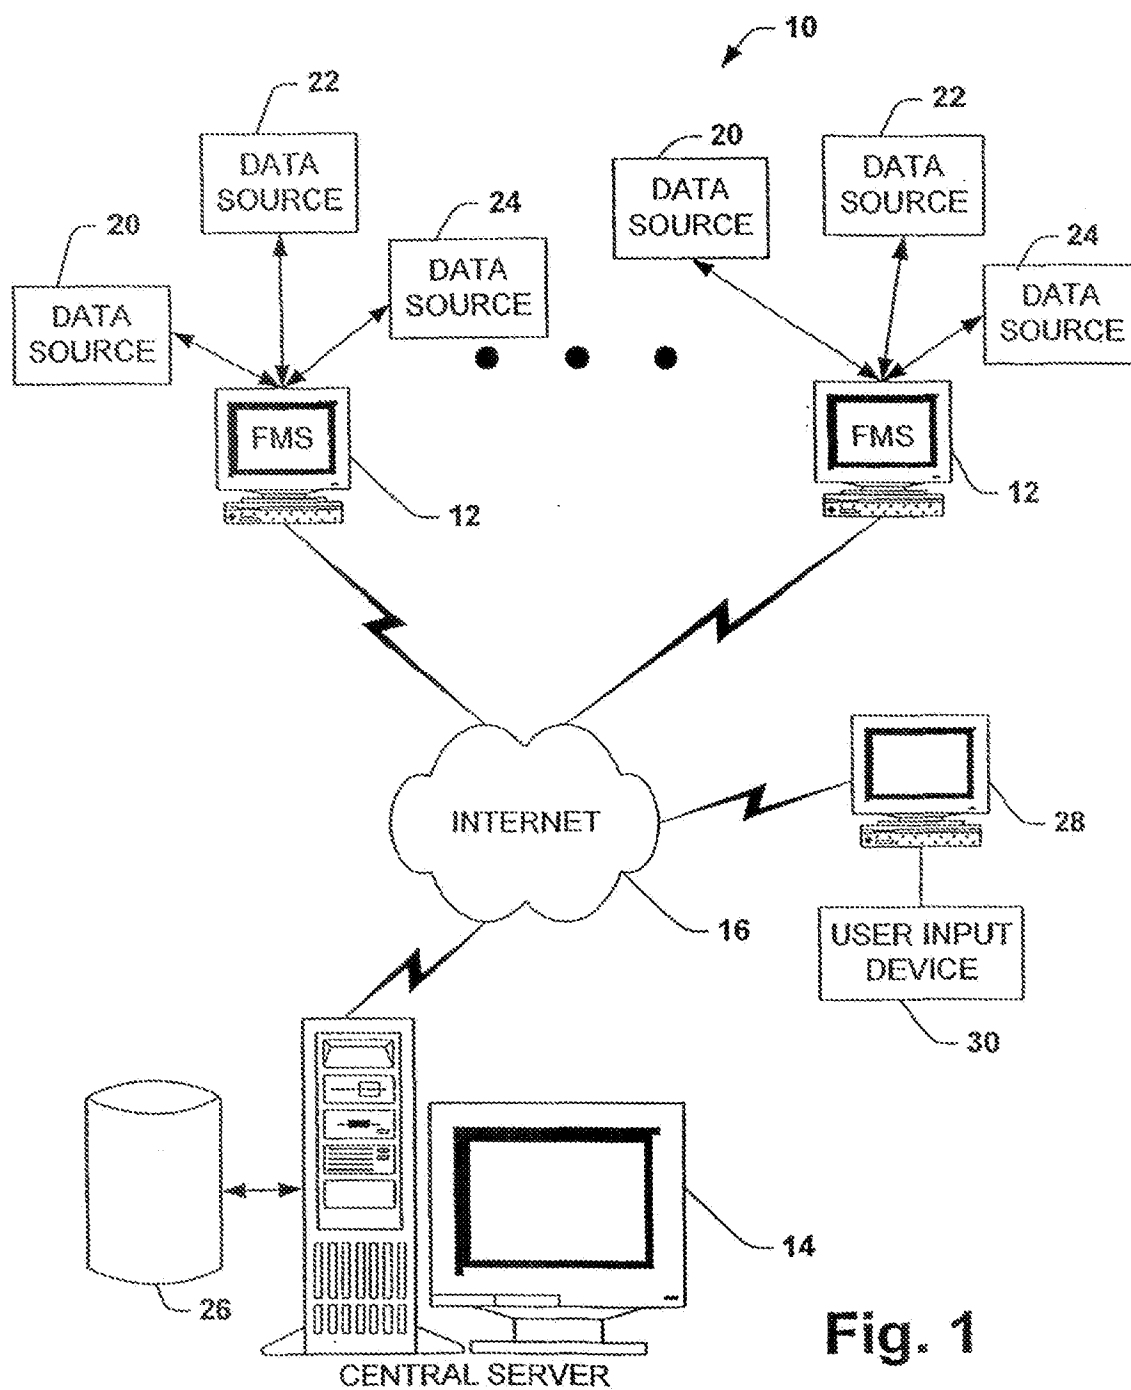 10
22
DATA
SOURCE
20
DATA
SOURCE
24
DATA
SOURCE
20
DATA
SOURCE
22
DATA
SOURCE
24
DATA
SOURCE
FMS
12
FMS
12
INTERNET
16
28
USER INPUT
DEVICE
30
26
14
CENTRAL SERVER
Fig. 1